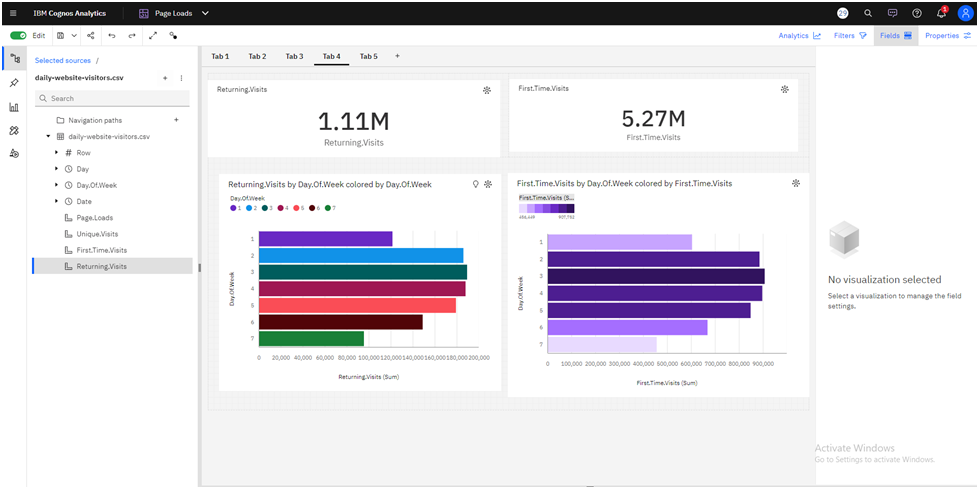 IBM Cognos Analytics
Page Loads
29
1
Edit
Analytics
Filters
Fields
Properties
Selected sources /
daily-website-visitors.csv
Search
Navigation paths
daily-website-visitors.csv
Row
Day
Day.Of.Week
Date
Page.Loads
Unique.Visits
First.Time.Visits
Returning.Visits
Tab 1
Tab 2
Tab 3
Tab 4
Tab 5
Returning.Visits
1.11M
Returning.Visits
First.Time.Visits
5.27M
First.Time.Visits
Returning.Visits by Day.Of.Week colored by Day.Of.Week
Day.Of.Week
1 2 3 4 5 6 7
Day.Of.Week
1
2
3
4
5
6
7
0 20,000 40,000 60,000 80,000 100,000 120,000 140,000 160,000 180,000 200,000
Returning.Visits (Sum)
First.Time.Visits by Day.Of.Week colored by First.Time.Visits
First.Time.Visits (S...
907,752
Day.Of.Week
1
2
3
4
5
6
7
0 100,000 200,000 300,000 400,000 500,000 600,000 700,000 800,000 900,000
First.Time.Visits (Sum)
No visualization selected
Select a visualization to manage the field
settings.
Activate Windows
Go to Settings to activate Windows.